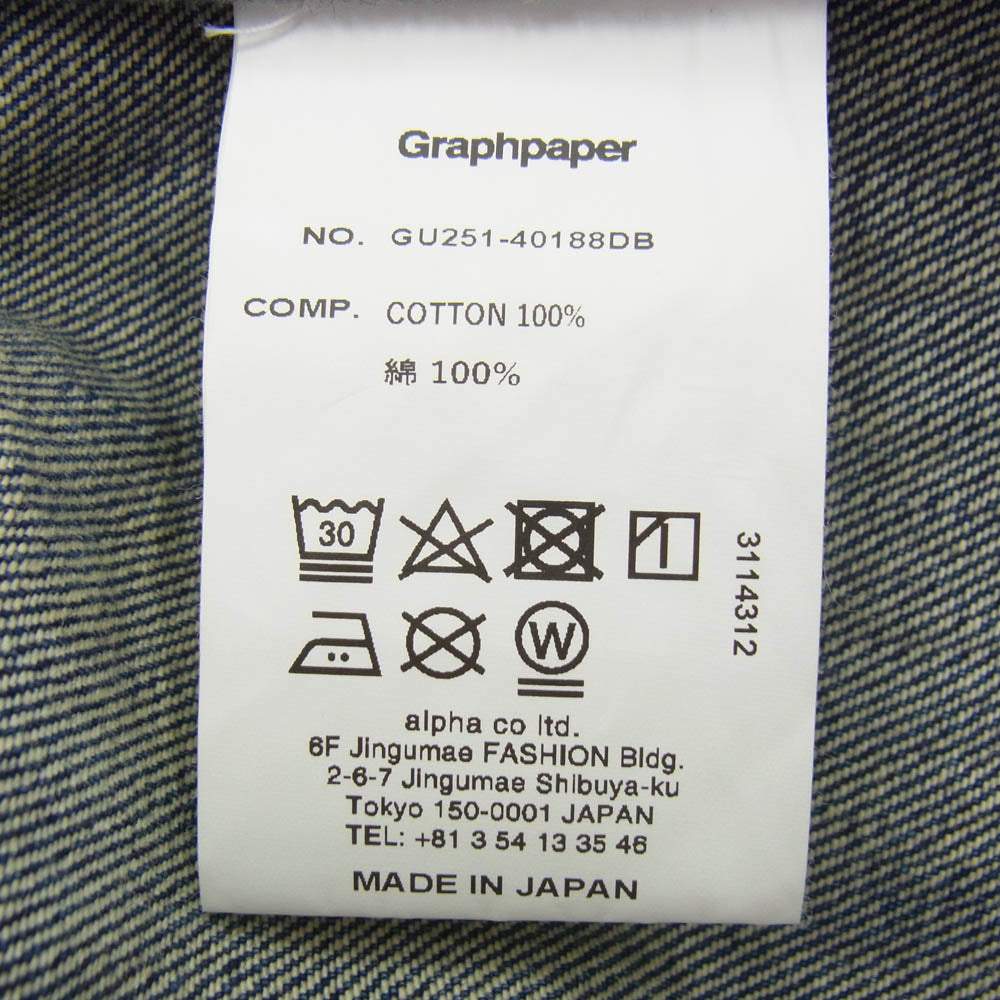 Graphpaper
NO. GU251-40188DB
COMP. COTTON 100%
綿 100%
30
3114312
W
alpha co ltd.
6F Jingumae FASHION Bldg.
2-6-7 Jingumae Shibuya-ku
Tokyo 150-0001 JAPAN
TEL: +81 3 54 13 35 46
MADE IN JAPAN